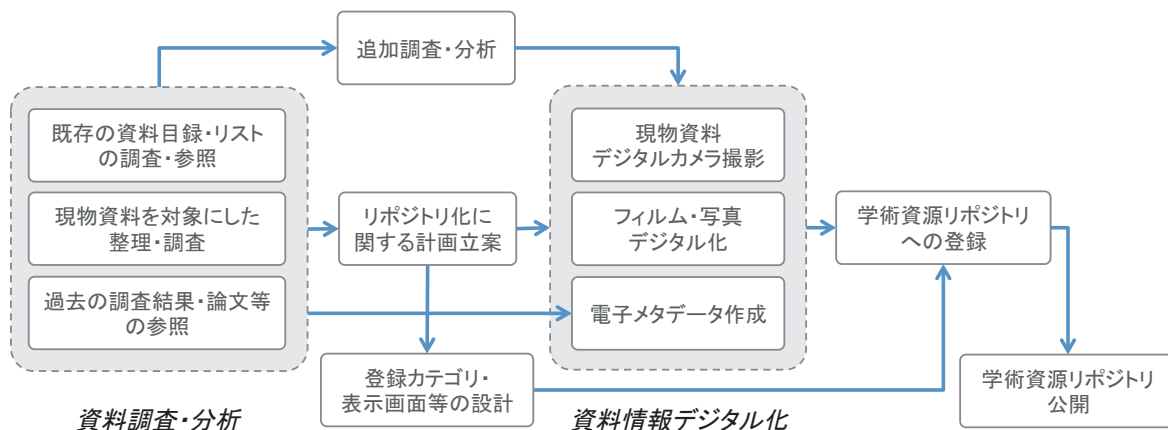 追加調査・分析
既存の資料目録・リスト
の調査・参照
現物資料を対象にした
整理・調査
過去の調査結果・論文等
の参照
資料調査・分析
リポジトリ化に
関する計画立案
登録カテゴリ・
表示画面等の設計
現物資料
デジタルカメラ撮影
フィルム・写真
デジタル化
電子メタデータ作成
資料情報デジタル化
学術資源リポジトリ
への登録
学術資源リポジトリ
公開